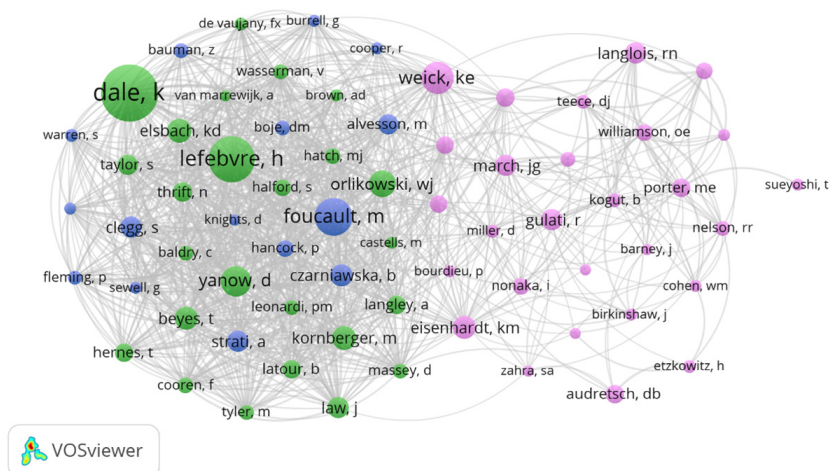 de vaujany, fx
burrell, g
bauman, z
cooper, r
langlois, rn
wasserman, v
weick, ke
dale, k
van marrewijk, a
brown, ad
teece, dj
warren, s
elsbach, kd
boje, dm
alvesson, m
williamson, oe
taylor, s
lefebvre, h
hatch, mj
march, jg
thrift, n
halford, s
orlikowski, wj
kogut, b
porter, me
sueyoshi, t
clegg, s
knights, d
foucault, m
miller, d
gulati, r
nelson, rr
baldry, c
hancock, p
castells, m
barney, j
fleming, p
sewell, g
yanow, d
czarniawska, b
bourdieu, p
nonaka, i
cohen, wm
beyes, t
leonardi, pm
langley, a
eisenhardt, km
birkinshaw, j
hernes, t
strati, a
kornberger, m
cooren, f
latour, b
massey, d
zahra, sa
etzkowitz, h
tyler, m
law, j
audretsch, db
VOSviewer